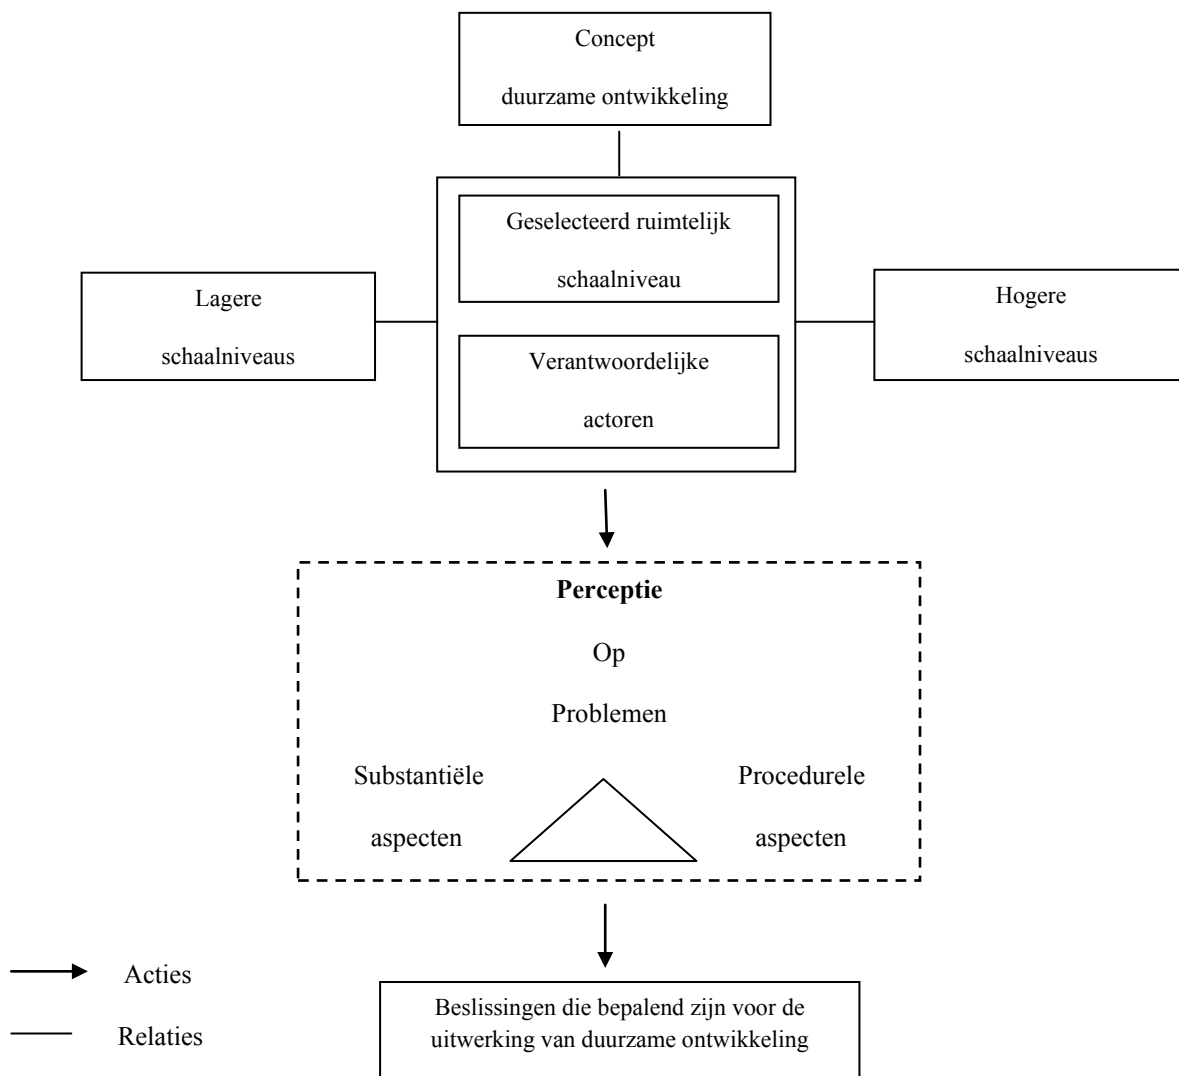 Concept
duurzame ontwikkeling
Geselecteerd ruimtelijk
schaalniveau
Lagere
schaalniveaus
Hogere
schaalniveaus
Verantwoordelijke
actoren
Perceptie
Op
Problemen
Substantiële
aspecten
Procedurele
aspecten
Acties
Relaties
Beslissingen die bepalend zijn voor de
uitwerking van duurzame ontwikkeling